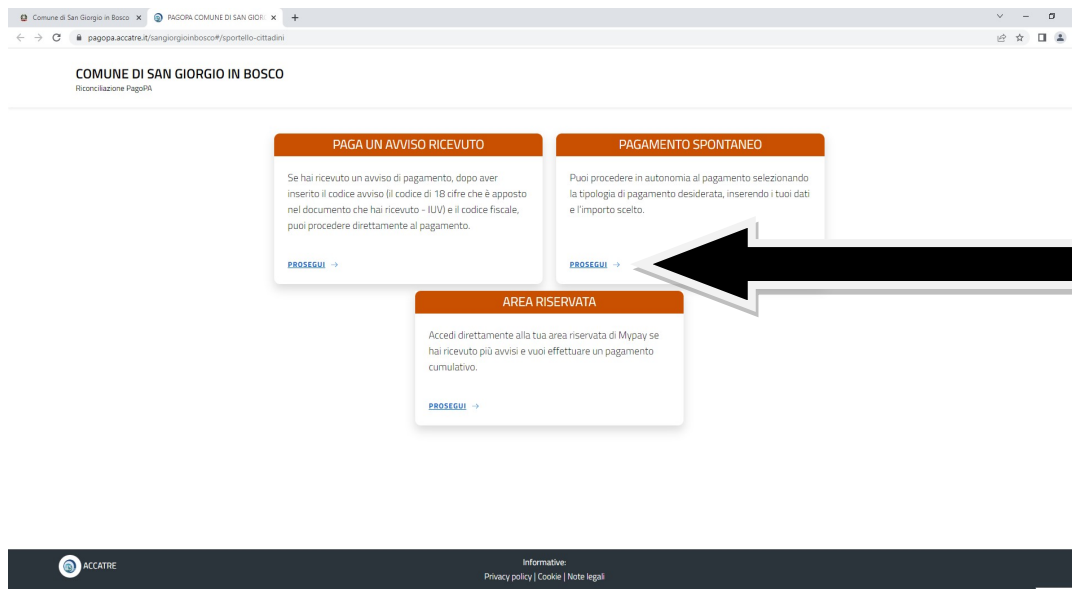 Comune di San Giorgio in Bosco
PAGOPA COMUNE DI SAN GIOR
pagopa.accatre.it/sangiorgioinbosco#/sportello-cittadini
COMUNE DI SAN GIORGIO IN BOSCO
Riconciliazione PagoPA
PAGA UN AVVISO RICEVUTO
Se hai ricevuto un avviso di pagamento, dopo aver
inserito il codice avviso (il codice di 18 cifre che è apposto
nel documento che hai ricevuto - IUV) e il codice fiscale,
puoi procedere direttamente al pagamento.
PROSEGUI →
PAGAMENTO SPONTANEO
Puoi procedere in autonomia al pagamento selezionando
la tipologia di pagamento desiderata, inserendo i tuoi dati
e l'importo scelto.
PROSEGUI →
AREA RISERVATA
Accedi direttamente alla tua area riservata di Mypay se
hai ricevuto più avvisi e vuoi effettuare un pagamento
cumulativo.
PROSEGUI →
ACCATRE
Informative:
Privacy policy | Cookie | Note legali